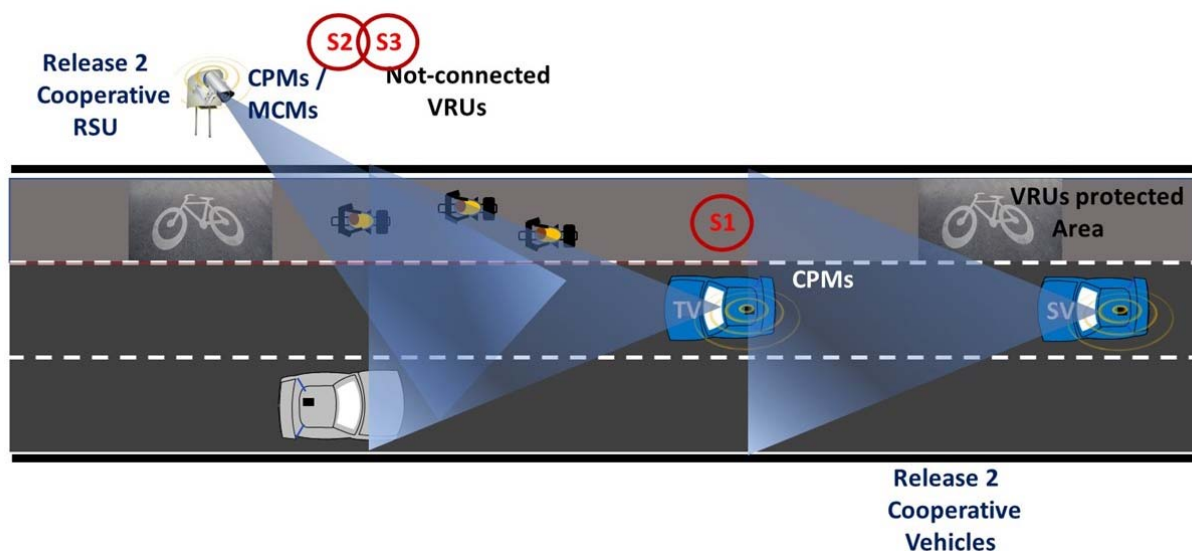 S2 S3
Release 2
Cooperative
RSU
CPMs /
MCMs
Not-connected
VRUs
S1
VRUs protected
Area
CPMs
TV
SV
Release 2
Cooperative
Vehicles